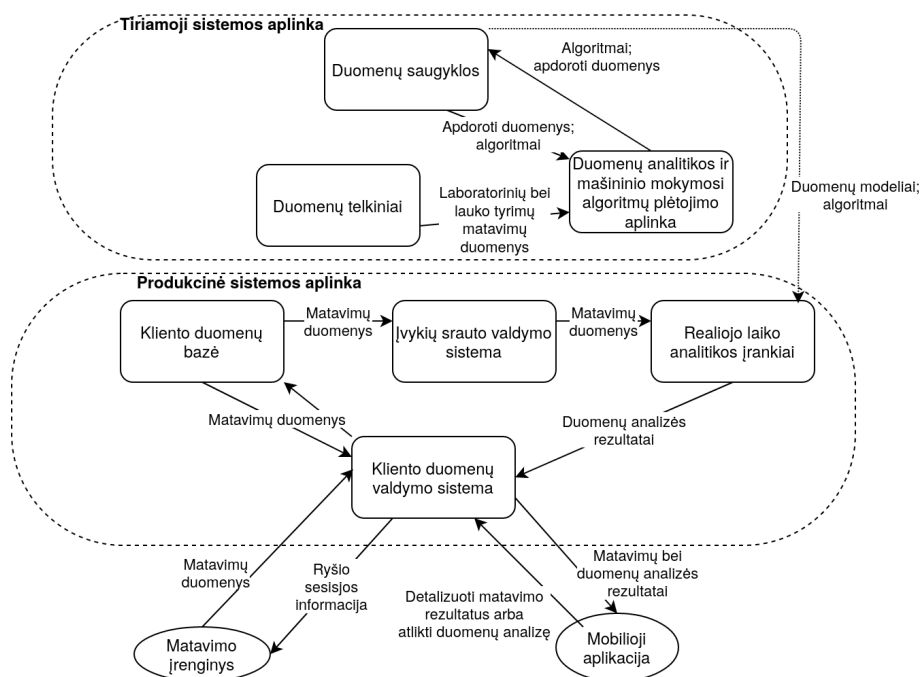 Tiriamoji sistemos aplinka
Duomenų saugyklos
Algoritmai;
apdoroti duomenys
Apdoroti duomenys;
algoritmai
Duomenų analitikos ir
mašininio mokymosi
algoritmų plėtojimo
aplinka
Duomenų telkiniai
Laboratorinių bei
lauko tyrimų
matavimų
duomenys
Duomenų modeliai;
algoritmai
Produkcinė sistemos aplinka
Kliento duomenų
bazė
Matavimų
duomenys
Įvykių srauto valdymo
sistema
Matavimų
duomenys
Realiojo laiko
analitikos įrankiai
Matavimų duomenys
Duomenų analizės
rezultatai
Kliento duomenų
valdymo sistema
Matavimų
duomenys
Ryšio
sesisjos
informacija
Detalizuoti matavimo
rezultatus arba
atlikti duomenų analizę
Matavimų bei
duomenų analizės
rezultatai
Matavimo
įrenginys
Mobilioji
aplikacija